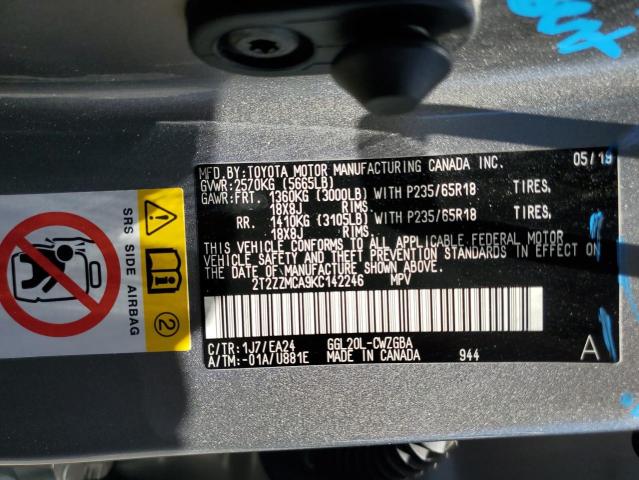 MFD. BY:TOYOTA MOTOR MANUFACTURING CANADA INC. 05/19
GVWR:2570KG (5665LB)
GAWR:FRT. 1360KG (3000LB) WITH P235/65R18 TIRES,
18X8J RIMS
RR. 1410KG (3105LB) WITH P235/65R18 TIRES,
18X8J RIMS
THIS VEHICLE CONFORMS TO ALL APPLICABLE FEDERAL MOTOR
VEHICLE SAFETY AND THEFT PREVENTION STANDARDS IN EFFECT ON
THE DATE OF MANUFACTURE SHOWN ABOVE.
2T2ZZMCA9KC142246 MPV
C/TR:1J7/EA24 GGL20L-CWZGBA
A/TM:-01A/U881E MADE IN CANADA 944 A
SRS SIDE AIRBAG
2